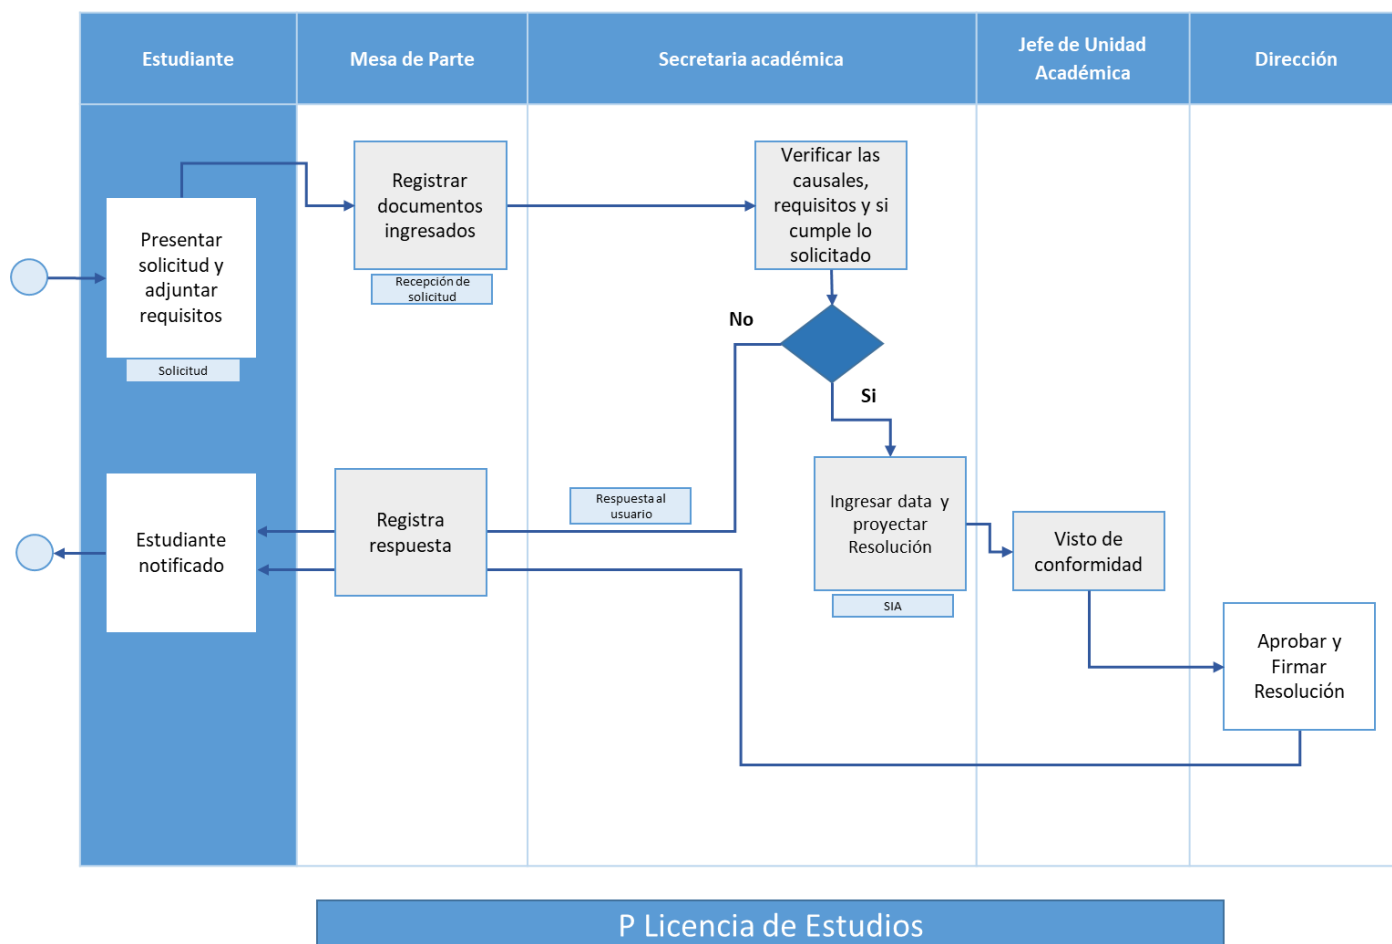 Estudiante
Mesa de Parte
Secretaria académica
Jefe de Unidad
Académica
Dirección
Presentar
solicitud y
adjuntar
requisitos
Solicitud
Registrar
documentos
ingresados
Recepción de
solicitud
Verificar las
causales,
requisitos y si
cumple lo
solicitado
No
Si
Estudiante
notificado
Registra
respuesta
Respuesta al
usuario
Ingresar data y
proyectar
Resolución
SIA
Visto de
conformidad
Aprobar y
Firmar
Resolución
P Licencia de Estudios